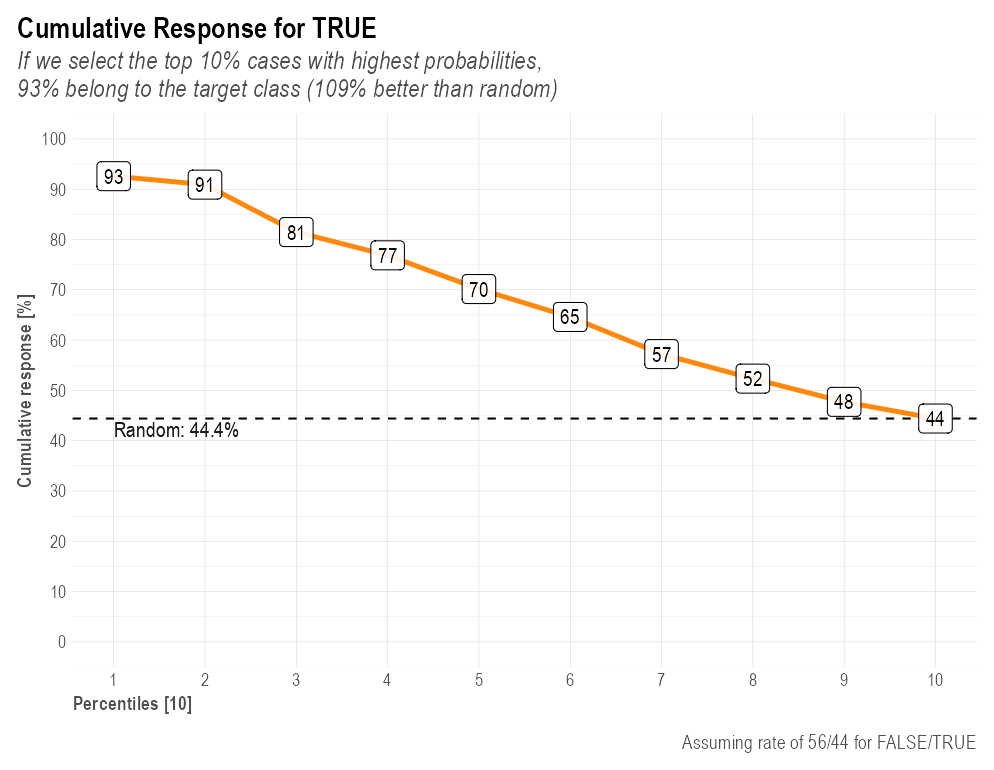 Cumulative Response for TRUE
If we select the top 10% cases with highest probabilities,
93% belong to the target class (109% better than random)
Cumulative response [%]
100
90
80
70
60
50
40
30
20
10
0
93
91
81
77
70
65
57
52
48
44
Random: 44.4%
1 2 3 4 5 6 7 8 9 10
Percentiles [10]
Assuming rate of 56/44 for FALSE/TRUE